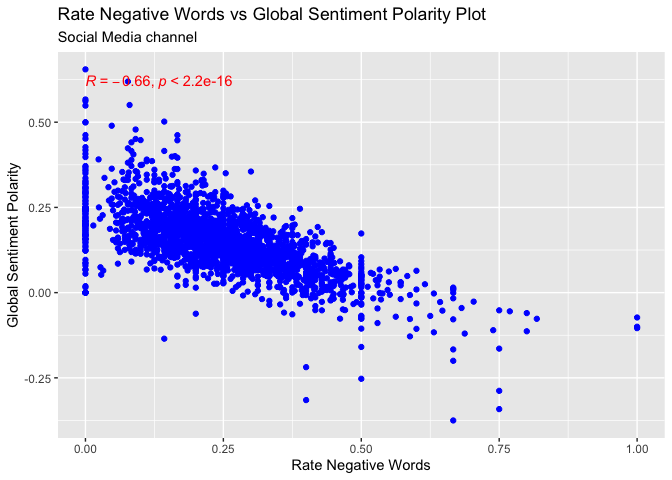 Rate Negative Words vs Global Sentiment Polarity Plot
Social Media channel
R = −0.66, p < 2.2e-16
0.50
0.25
0.00
-0.25
Global Sentiment Polarity
0.00 0.25 0.50 0.75 1.00
Rate Negative Words